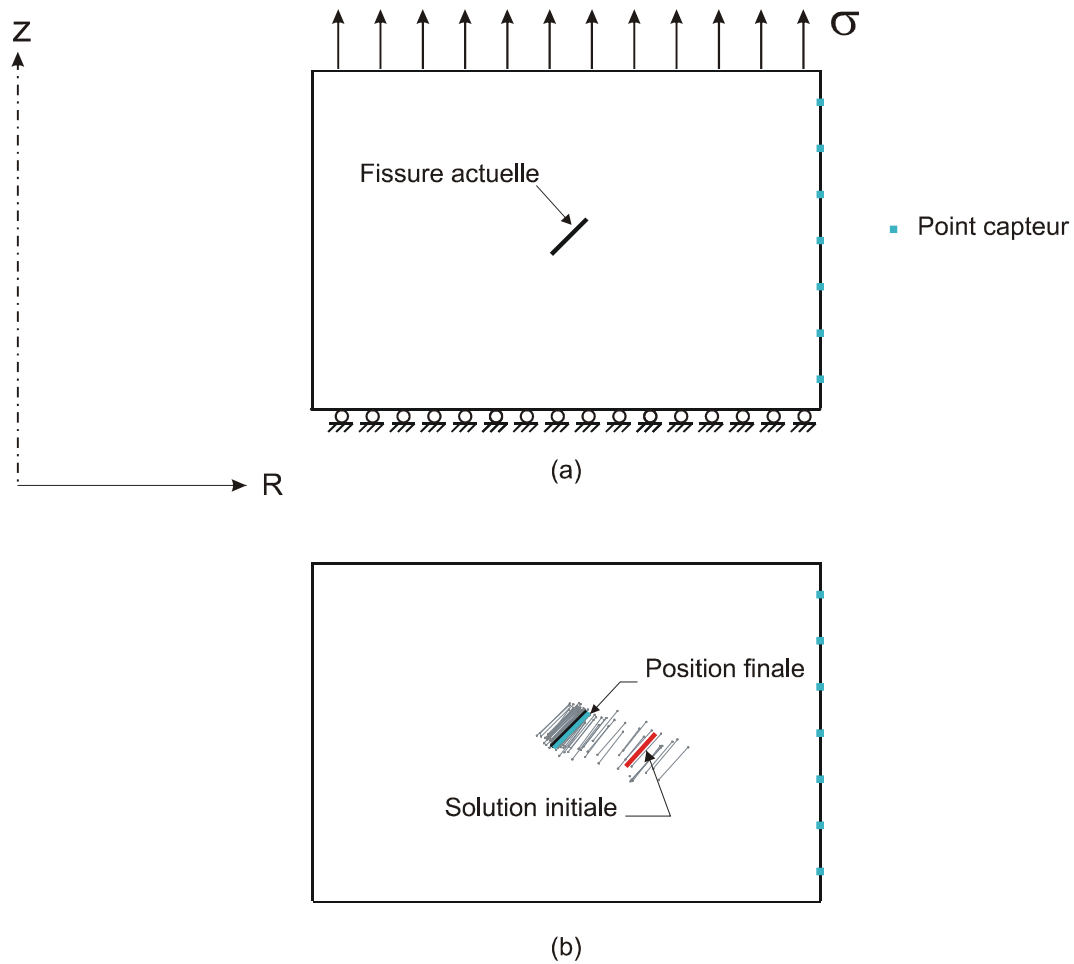 z
σ
Fissure actuelle
Point capteur
(a)
R
Position finale
Solution initiale
(b)